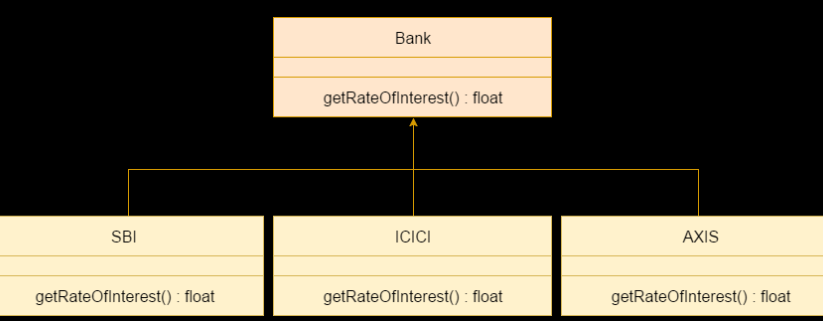 Bank
getRateOfInterest() : float
SBI
ICICI
AXIS
getRateOfInterest() : float
getRateOfInterest() : float
getRateOfInterest() : float